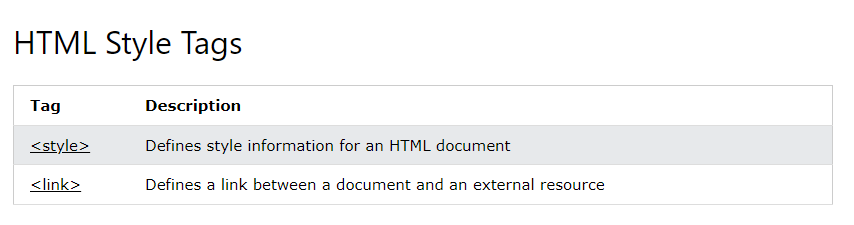 HTML Style Tags
Tag Description
<style> Defines style information for an HTML document
<link> Defines a link between a document and an external resource